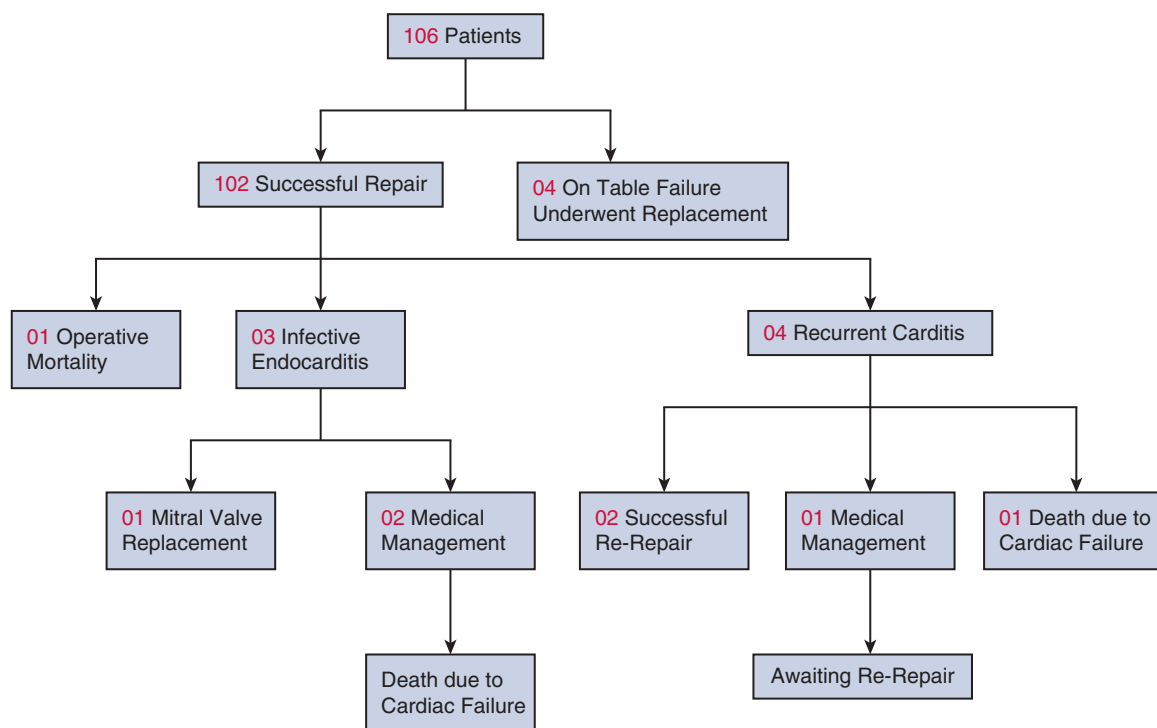 106 Patients
102 Successful Repair
04 On Table Failure
Underwent Replacement
01 Operative
Mortality
03 Infective
Endocarditis
04 Recurrent Carditis
01 Mitral Valve
Replacement
02 Medical
Management
02 Successful
Re-Repair
01 Medical
Management
01 Death due to
Cardiac Failure
Death due to
Cardiac Failure
Awaiting Re-Repair